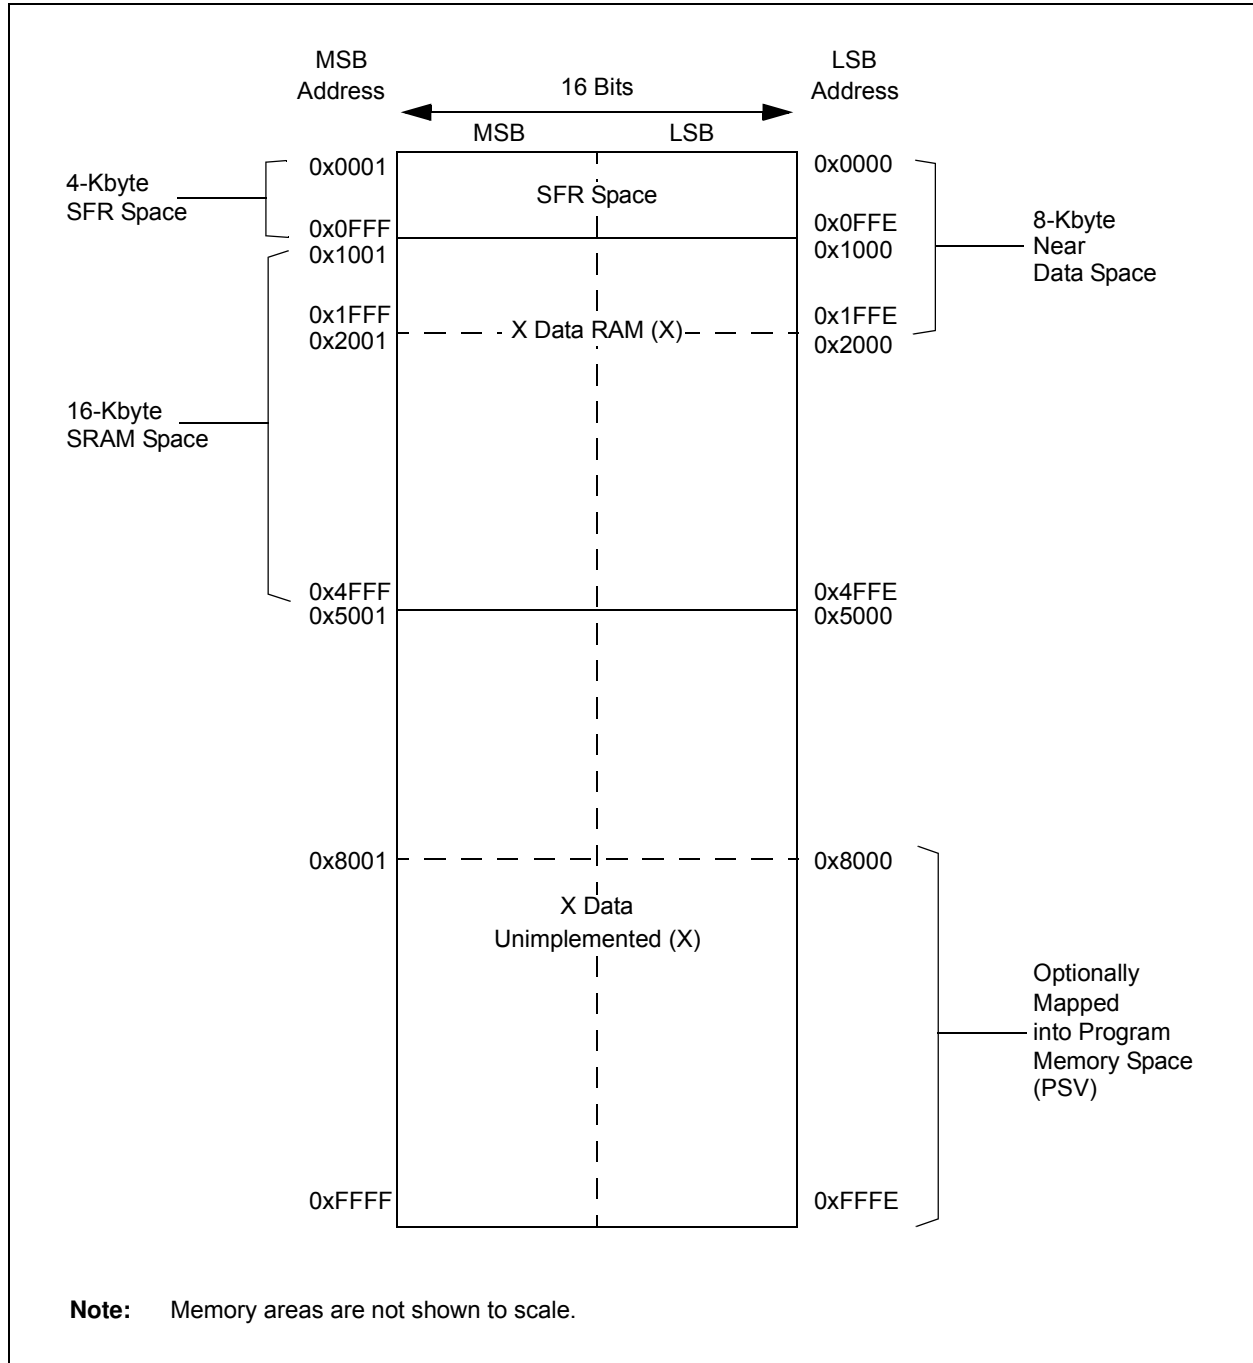 MSB
Address
LSB
Address
16 Bits
MSB
LSB
0x0001
0x0000
4-Kbyte
SFR Space
SFR Space
0x0FFF
0x0FFE
0x1001
0x1000
8-Kbyte
Near
Data Space
0x1FFF
0x1FFE
X Data RAM (X)
0x2001
0x2000
16-Kbyte
SRAM Space
0x4FFF
0x4FFE
0x5001
0x5000
0x8001
0x8000
X Data
Unimplemented (X)
Optionally
Mapped
into Program
Memory Space
(PSV)
0xFFFF
0xFFFE
Note: Memory areas are not shown to scale.